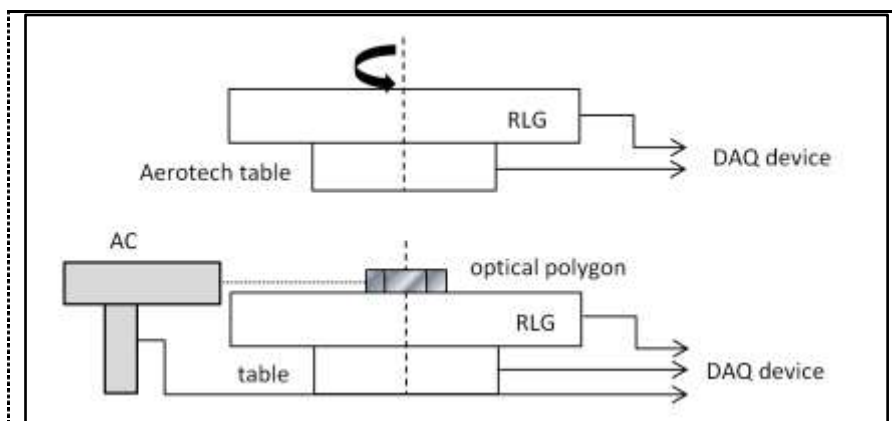 RLG
DAQ device
Aerotech table
AC
optical polygon
RLG
table
DAQ device